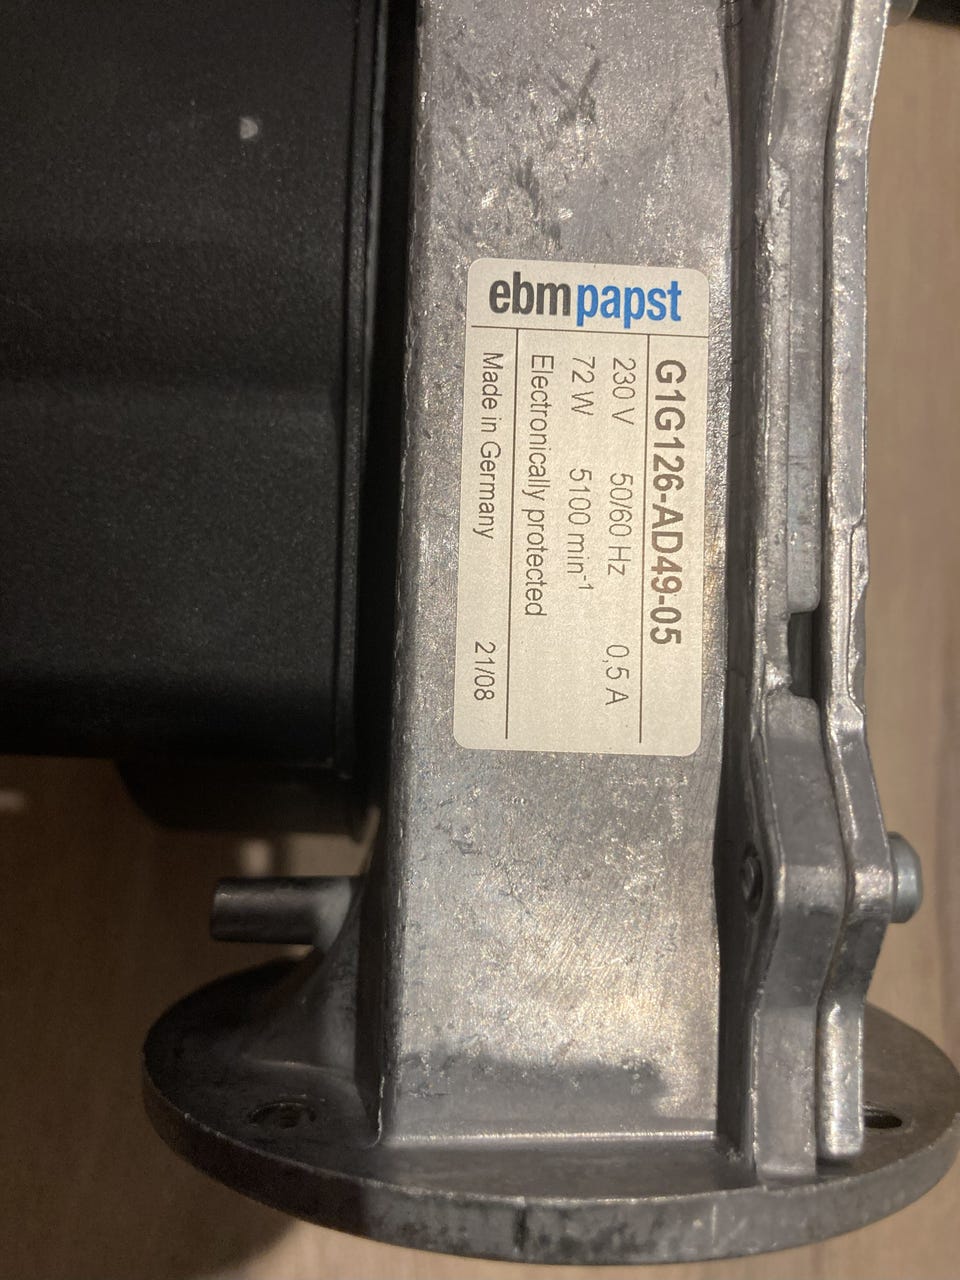 ebmpapst
G1G126-AD49-05
230 V 50/60 Hz 0,5 A
72 W 5100 min⁻¹
Electronically protected
Made in Germany 21/08